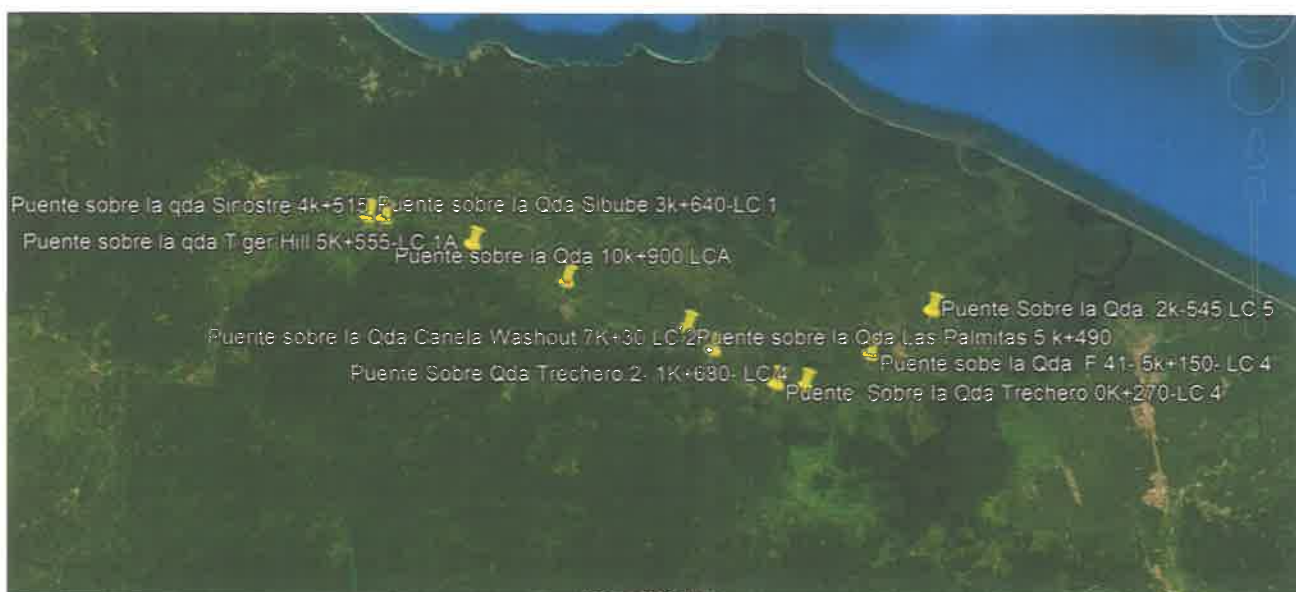 Puente sobre la qda Sinostre 4k+515
Puente sobre la Qda Sibube 3k+640-LC 1
Puente sobre la qda T ger Hill 5K+555-LC 1A
Puente sobre la Qda 10k+900 LCA
Puente Sobre la Qda 2k-545 LC 5
Puente sobre la Qda Canela Washout 7K+30 LC 2
Puente sobre la Qda Las Palmitas 5 k+490
Puente sobe la Qda F 41- 5k+150- LC 4
Puente Sobre Qda Trechero 2- 1K+680- LC 4
Puente Sobre la Qda Trechero 0K+270-LC 4